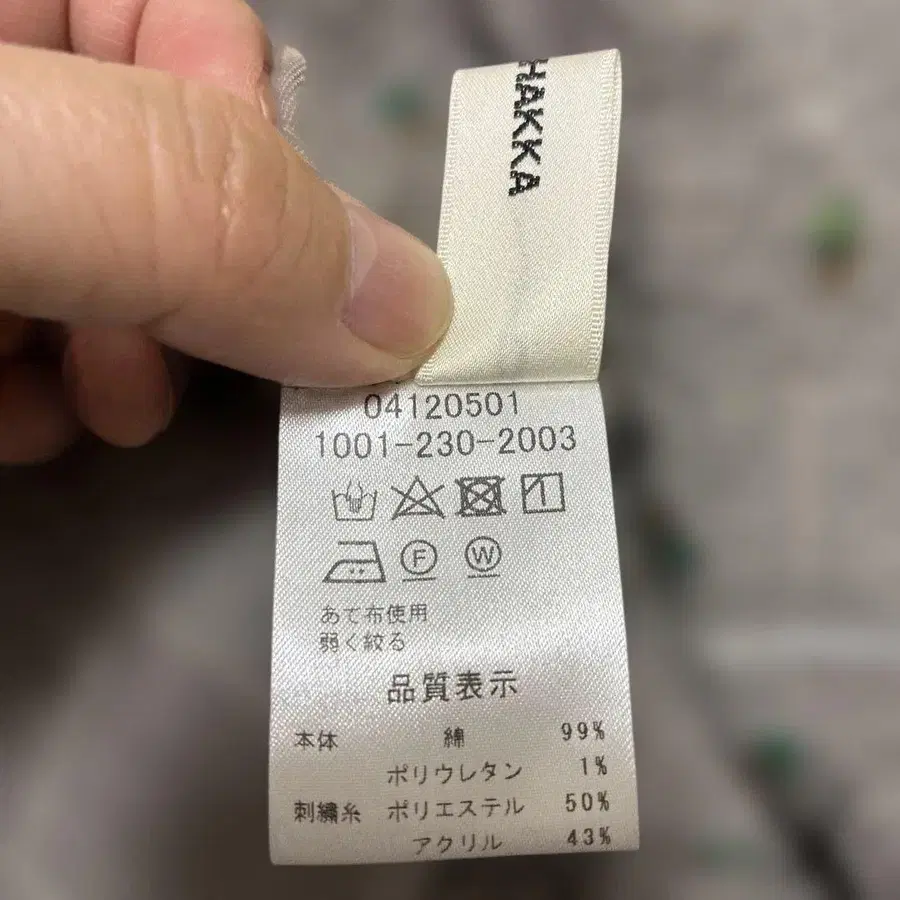 HAKKA
04120501
1001-230-2003
F W
あて布使用
弱く絞る
品質表示
本体 綿 99%
ポリウレタン 1%
刺繍糸 ポリエステル 50%
アクリル 43%